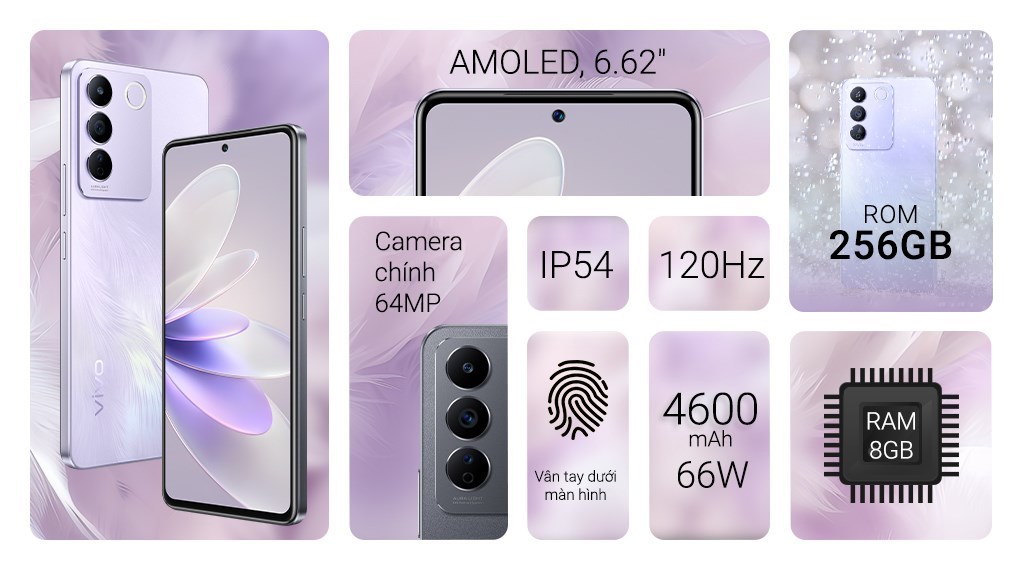 vivo
AMOLED, 6.62"
Camera
chính
64MP
IP54
120Hz
ROM
256GB
Vân tay dưới
màn hình
4600
mAh
66W
RAM
8GB